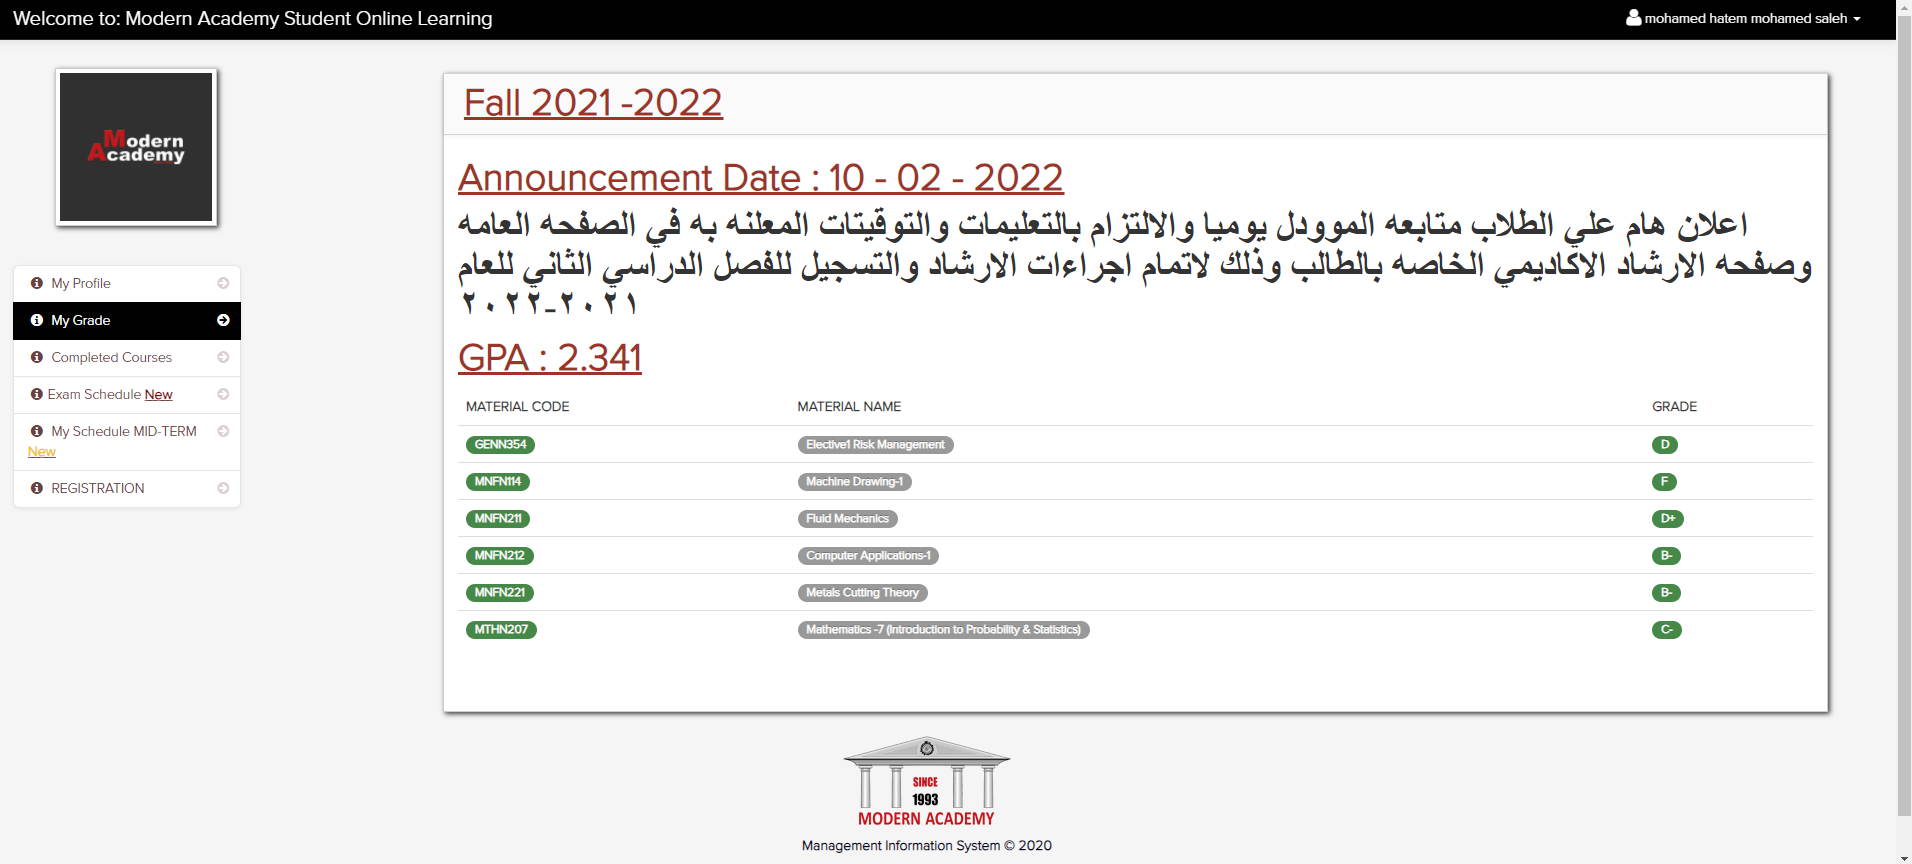 Welcome to: Modern Academy Student Online Learning
mohamed hatem mohamed saleh
Modern
Academy
My Profile
My Grade
Completed Courses
Exam Schedule New
My Schedule MID-TERM
New
REGISTRATION
Fall 2021 -2022
Announcement Date : 10 - 02 - 2022
اعلان هام علي الطلاب متابعه الموودل يوميا والالتزام بالتعليمات والتوقيتات المعلنه به في الصفحه العامه
وصفحه الارشاد الاكاديمي الخاصه بالطالب وذلك لاتمام اجراءات الارشاد والتسجيل للفصل الدراسي الثاني للعام
٢٠٢١-٢٠٢٢
GPA : 2.341
MATERIAL CODE MATERIAL NAME GRADE
GENN354 Elective1 Risk Management D
MNFN114 Machine Drawing-1 F
MNFN211 Fluid Mechanics D+
MNFN212 Computer Applications-1 B-
MNFN221 Metals Cutting Theory B-
MTHN207 Mathematics -7 (Introduction to Probability & Statistics) C-
SINCE
1993
MODERN ACADEMY
Management Information System © 2020